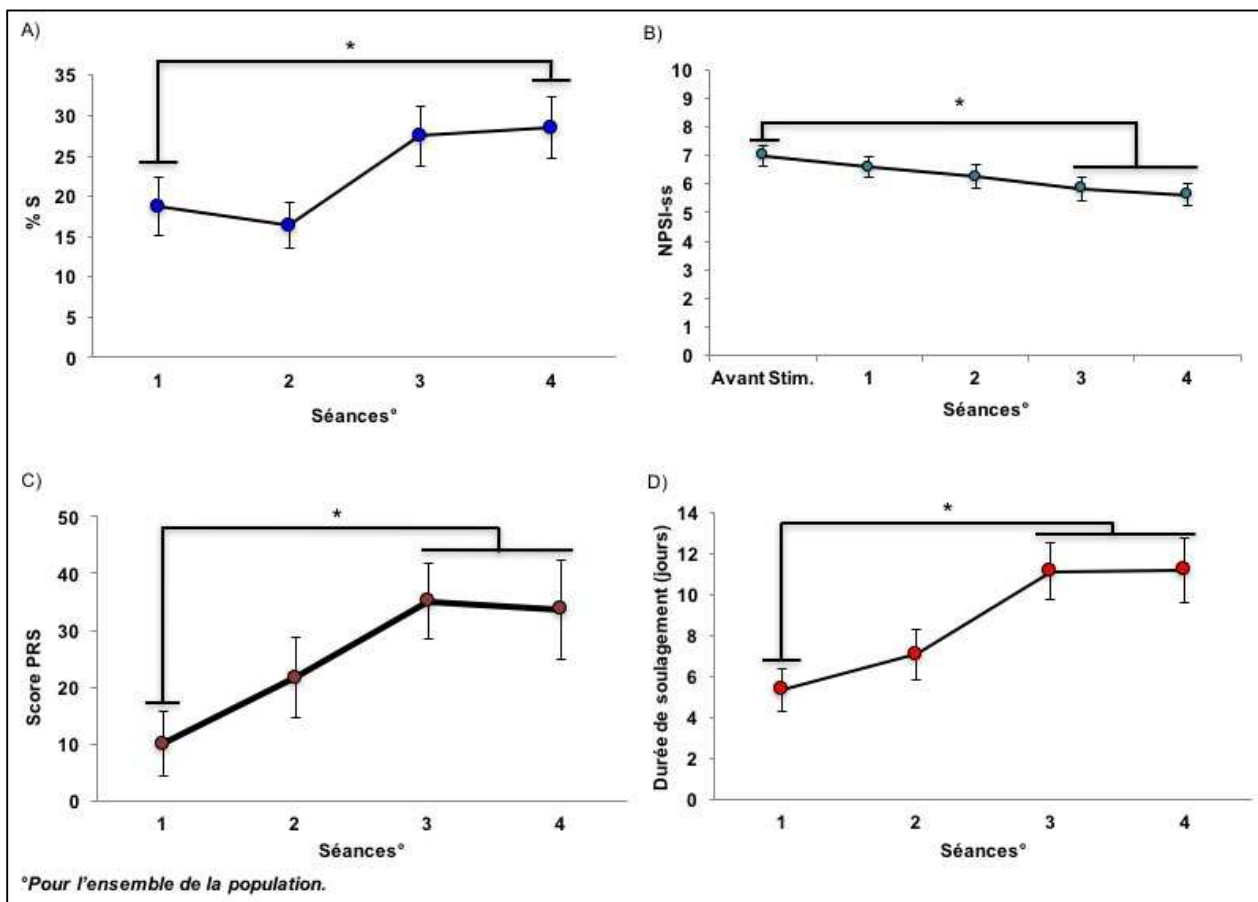 A)
*
35
30
25
20
15
10
5
0
% S
1 2 3 4
Séances°
B)
*
10
9
8
7
6
5
4
3
2
1
0
NPSI-ss
Avant Stim. 1 2 3 4
Séances°
C)
*
50
40
30
20
10
0
Score PRS
1 2 3 4
Séances°
D)
*
14
12
10
8
6
4
2
0
Durée de soulagement (jours)
1 2 3 4
Séances°
°Pour l'ensemble de la population.